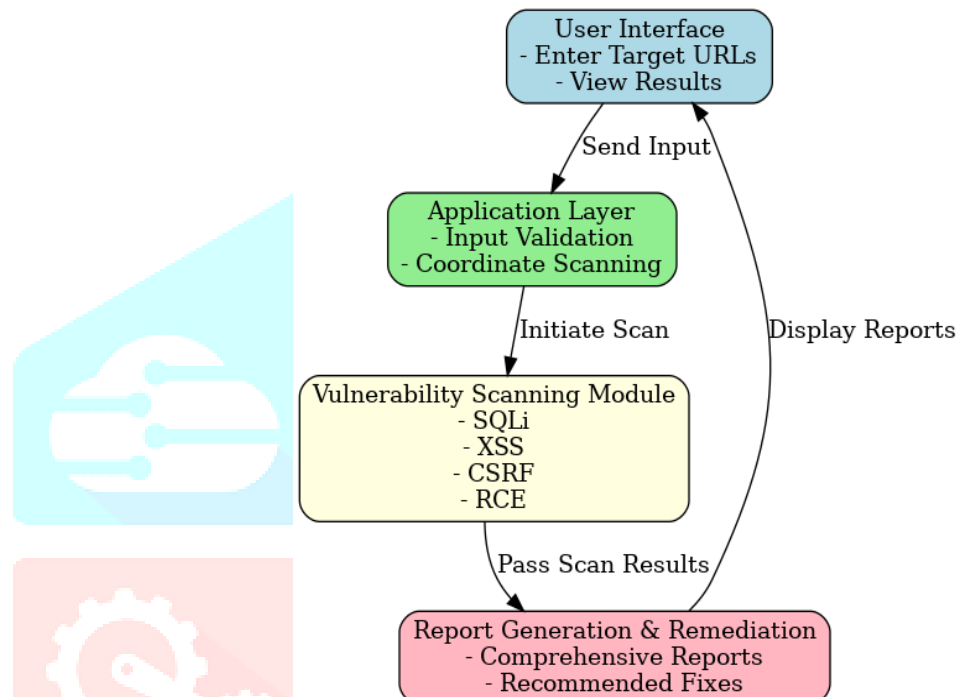 User Interface
- Enter Target URLs
- View Results
Send Input
Application Layer
- Input Validation
- Coordinate Scanning
Initiate Scan
Display Reports
Vulnerability Scanning Module
- SQLi
- XSS
- CSRF
- RCE
Pass Scan Results
Report Generation & Remediation
- Comprehensive Reports
- Recommended Fixes